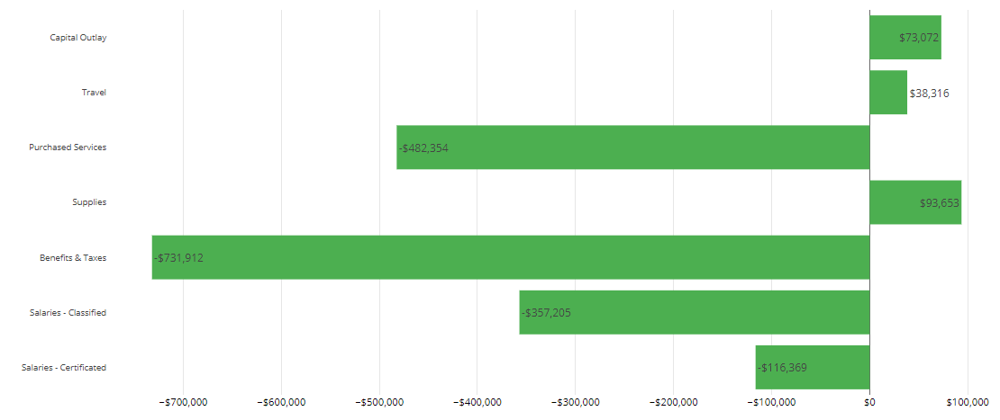 Capital Outlay
$73,072
Travel
$38,316
Purchased Services
-$482,354
Supplies
$93,653
Benefits & Taxes
-$731,912
Salaries - Classified
-$357,205
Salaries - Certificated
-$116,369
−$700,000
−$600,000
−$500,000
−$400,000
−$300,000
−$200,000
−$100,000
$0
$100,000